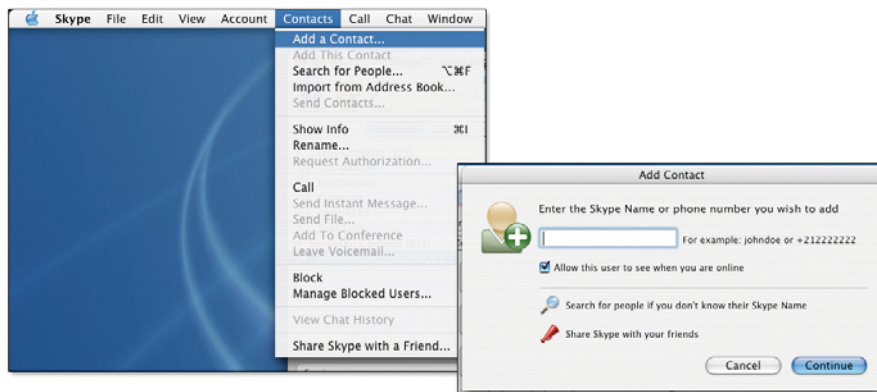 Skype File Edit View Account Contacts Call Chat Window
Add a Contact...
Add This Contact
Search for People... ⌥⌘F
Import from Address Book...
Send Contacts...
Show Info ⌘I
Rename...
Request Authorization...
Call
Send Instant Message...
Send File...
Add To Conference
Leave Voicemail...
Block
Manage Blocked Users...
View Chat History
Share Skype with a Friend...
Add Contact
Enter the Skype Name or phone number you wish to add
For example: johndoe or +212222222
Allow this user to see when you are online
Search for people if you don't know their Skype Name
Share Skype with your friends
Cancel Continue